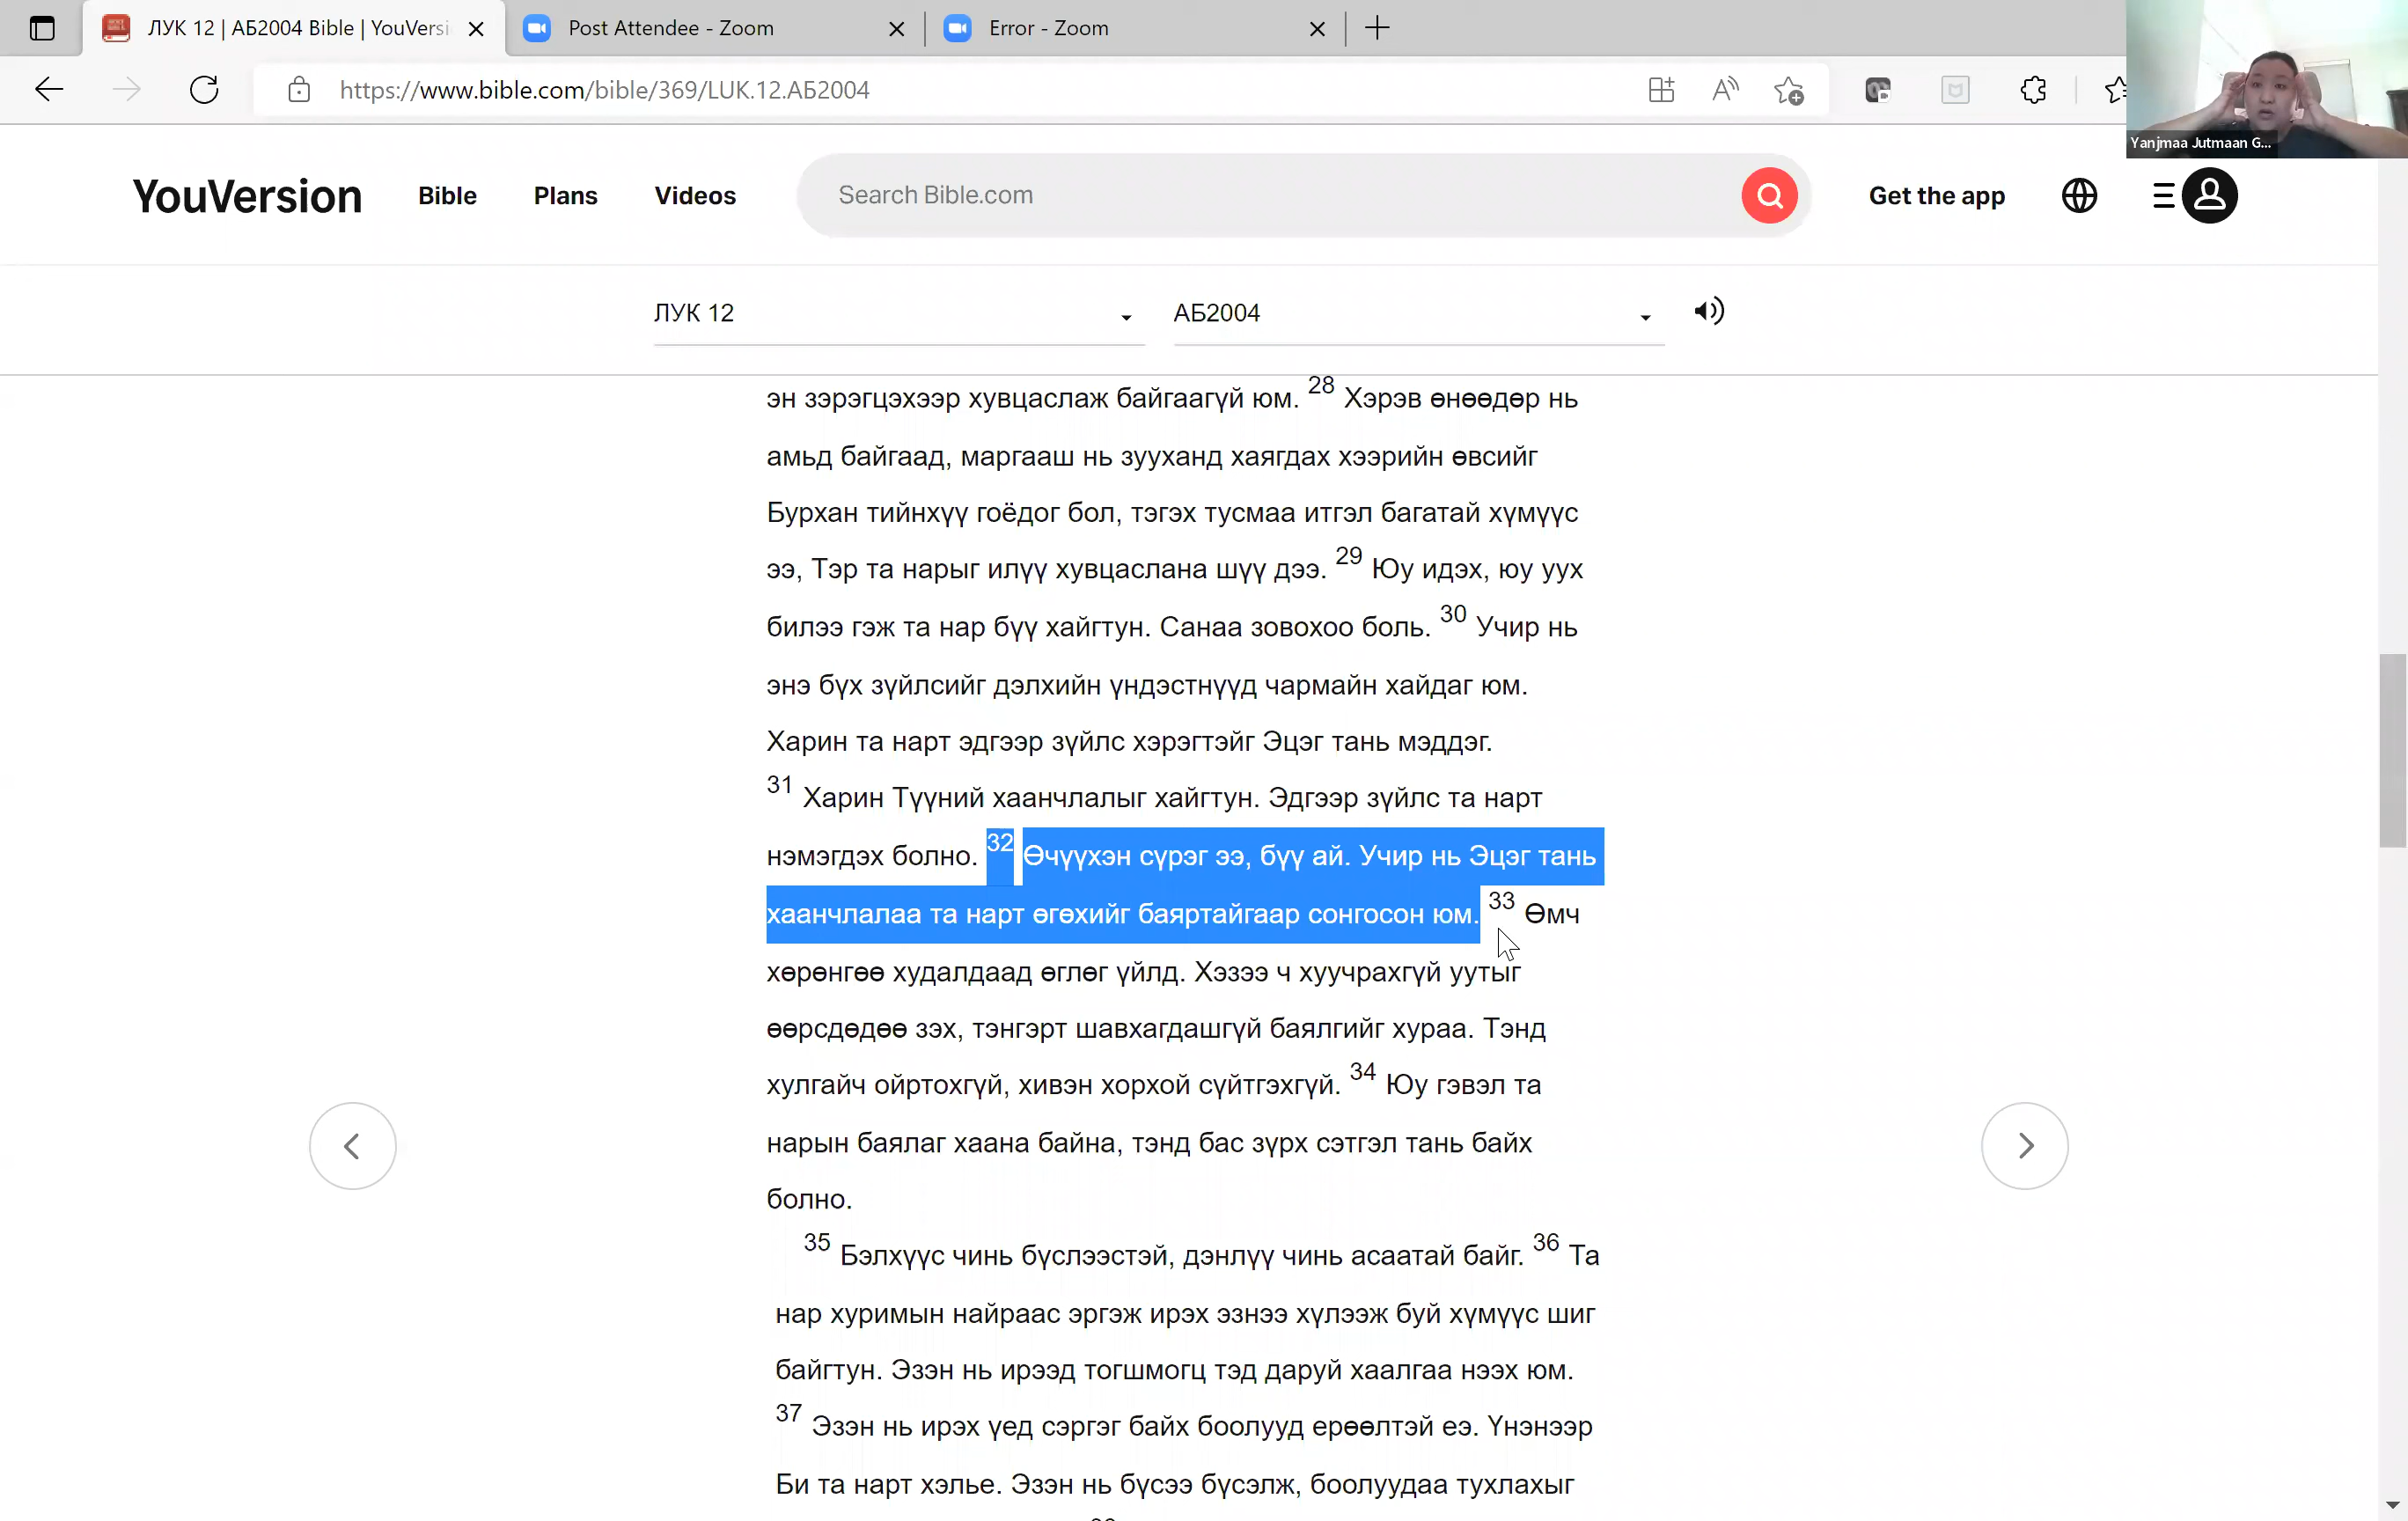 ЛУК 12 | АБ2004 Bible | YouVersi
Post Attendee - Zoom
Error - Zoom
https://www.bible.com/bible/369/LUK.12.АБ2004
Yanjmaa Jutmaan G...
YouVersion
Bible
Plans
Videos
Search Bible.com
Get the app
ЛУК 12
АБ2004
эн зэрэгцэхээр хувцаслаж байгаагүй юм. 28 Хэрэв өнөөдөр нь
амьд байгаад, маргааш нь зууханд хаягдах хээрийн өвсийг
Бурхан тийнхүү гоёдог бол, тэгэх тусмаа итгэл багатай хүмүүс
ээ, Тэр та нарыг илүү хувцаслана шүү дээ. 29 Юу идэх, юу уух
билээ гэж та нар бүү хайгтун. Санаа зовохоо боль. 30 Учир нь
энэ бүх зүйлсийг дэлхийн үндэстнүүд чармайн хайдаг юм.
Харин та нарт эдгээр зүйлс хэрэгтэйг Эцэг тань мэддэг.
31 Харин Түүний хаанчлалыг хайгтун. Эдгээр зүйлс та нарт
нэмэгдэх болно. 32 Өчүүхэн сүрэг ээ, бүү ай. Учир нь Эцэг тань
хаанчлалаа та нарт өгөхийг баяртайгаар сонгосон юм. 33 Өмч
хөрөнгөө худалдаад өглөг үйлд. Хэзээ ч хуучрахгүй уутыг
өөрсдөдөө зэх, тэнгэрт шавхагдашгүй баялгийг хураа. Тэнд
хулгайч ойртохгүй, хивэн хорхой сүйтгэхгүй. 34 Юу гэвэл та
нарын баялаг хаана байна, тэнд бас зүрх сэтгэл тань байх
болно.
35 Бэлхүүс чинь бүслээстэй, дэнлүү чинь асаатай байг. 36 Та
нар хуримын найраас эргэж ирэх эзнээ хүлээж буй хүмүүс шиг
байгтун. Эзэн нь ирээд тогшмогц тэд даруй хаалгаа нээх юм.
37 Эзэн нь ирэх үед сэргэг байх боолууд ерөөлтэй еэ. Үнэнээр
Би та нарт хэлье. Эзэн нь бүсээ бүсэлж, боолуудаа тухлахыг